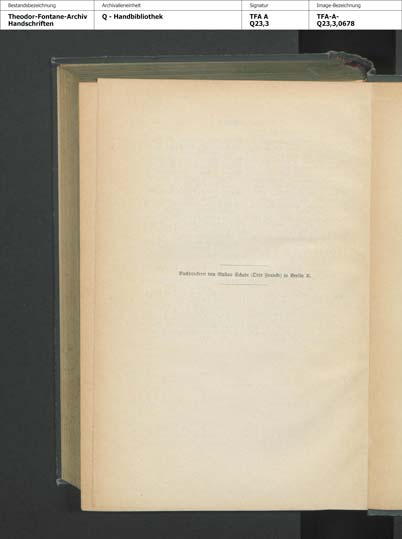 Bestandsbezeichnung
Theodor-Fontane-Archiv
Handschriften
Archivalieneinheit
Q - Handbibliothek
Signatur
TFA A
Q23,3
Image-Bezeichnung
TFA-A-
Q23,3,0678
Buchdruckerei von Gustav Schade (Otto Francke) in Berlin N.